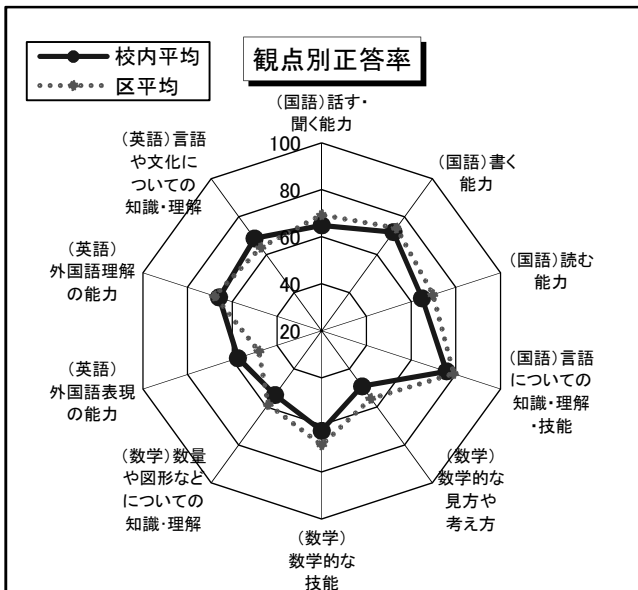 校内平均
区平均
観点別正答率
(国語)話す・
聞く能力
(国語)書く
能力
(国語)読む
能力
(国語)言語
についての
知識・理解
・技能
(数学)
数学的な
見方や
考え方
(数学)
数学的な
技能
(数学)数量
や図形など
についての
知識・理解
(英語)
外国語表現
の能力
(英語)
外国語理解
の能力
(英語)言語
や文化に
ついての
知識・理解
100
80
60
40
20